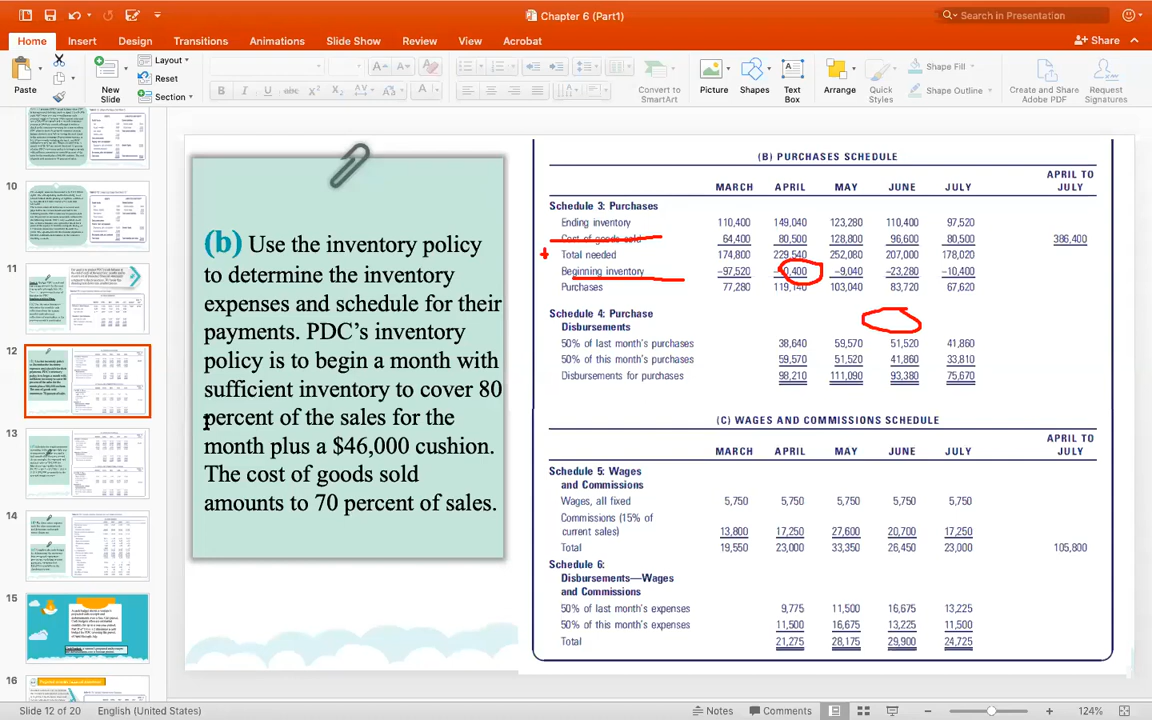 Chapter 6 (Part1)
Search in Presentation
Home Insert Design Transitions Animations Slide Show Review View Acrobat
Share
Paste
New
Slide
Layout
Reset
Section
Convert to
SmartArt
Picture
Shapes
Text
Box
Arrange
Quick
Styles
Shape Fill
Shape Outline
Create and Share
Adobe PDF
Request
Signatures
10
11
12
13
14
15
16
(b) Use the inventory policy
to determine the inventory
expenses and schedule for their
payments. PDC's inventory
policy is to begin a month with
sufficient inventory to cover 80
percent of the sales for the
month plus a $46,000 cushion.
The cost of goods sold
amounts to 70 percent of sales.
(B) PURCHASES SCHEDULE
APRIL TO
MARCH APRIL MAY JUNE JULY JULY
Schedule 3: Purchases
Ending inventory 110,400 149,040 123,280 110,400 97,520
Cost of goods sold 64,400 80,500 128,800 96,600 80,500 386,400
Total needed 174,800 229,540 252,080 207,000 178,020
Beginning inventory −97,520 0,400 −9,040 −23,280 −10,400
Purchases 77,280 119,140 103,040 83,720 67,620
Schedule 4: Purchase
Disbursements
50% of last month's purchases 38,640 59,570 51,520 41,860
50% of this month's purchases 59,570 51,520 41,860 33,810
Disbursements for purchases 98,210 111,090 93,380 75,670
(C) WAGES AND COMMISSIONS SCHEDULE
APRIL TO
MARCH APRIL MAY JUNE JULY JULY
Schedule 5: Wages
and Commissions
Wages, all fixed 5,750 5,750 5,750 5,750 5,750
Commissions (15% of
current sales) 13,800 17,250 27,600 20,700 17,250
Total 19,550 23,000 33,350 26,450 23,000 105,800
Schedule 6:
Disbursements—Wages
and Commissions
50% of last month's expenses 9,775 11,500 16,675 13,225
50% of this month's expenses 11,500 16,675 13,225 11,500
Total 21,275 28,175 29,900 24,725
Slide 12 of 20 English (United States) Notes Comments 124%